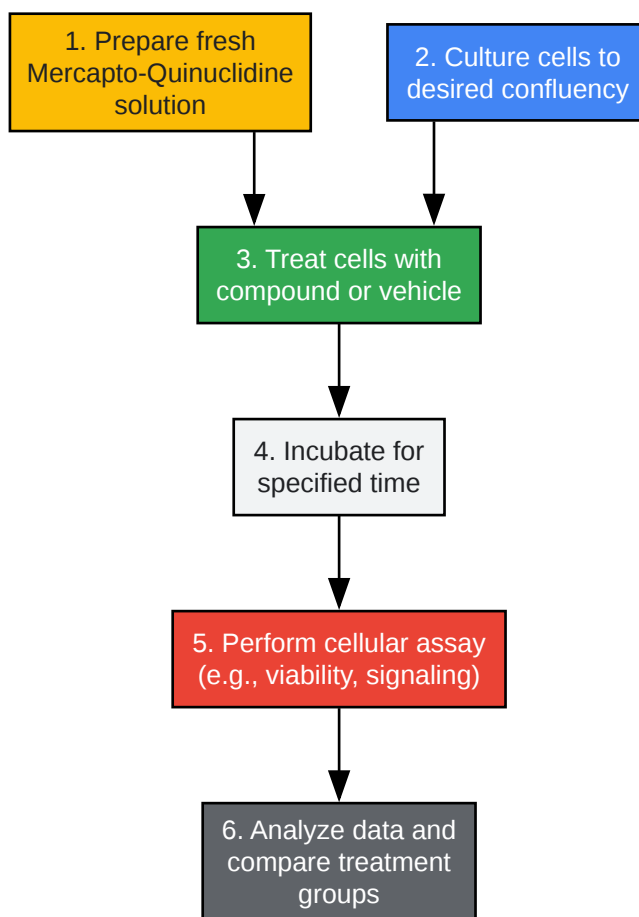 1. Prepare fresh
Mercapto-Quinuclidine
solution
2. Culture cells to
desired confluency
3. Treat cells with
compound or vehicle
4. Incubate for
specified time
5. Perform cellular assay
(e.g., viability, signaling)
6. Analyze data and
compare treatment
groups